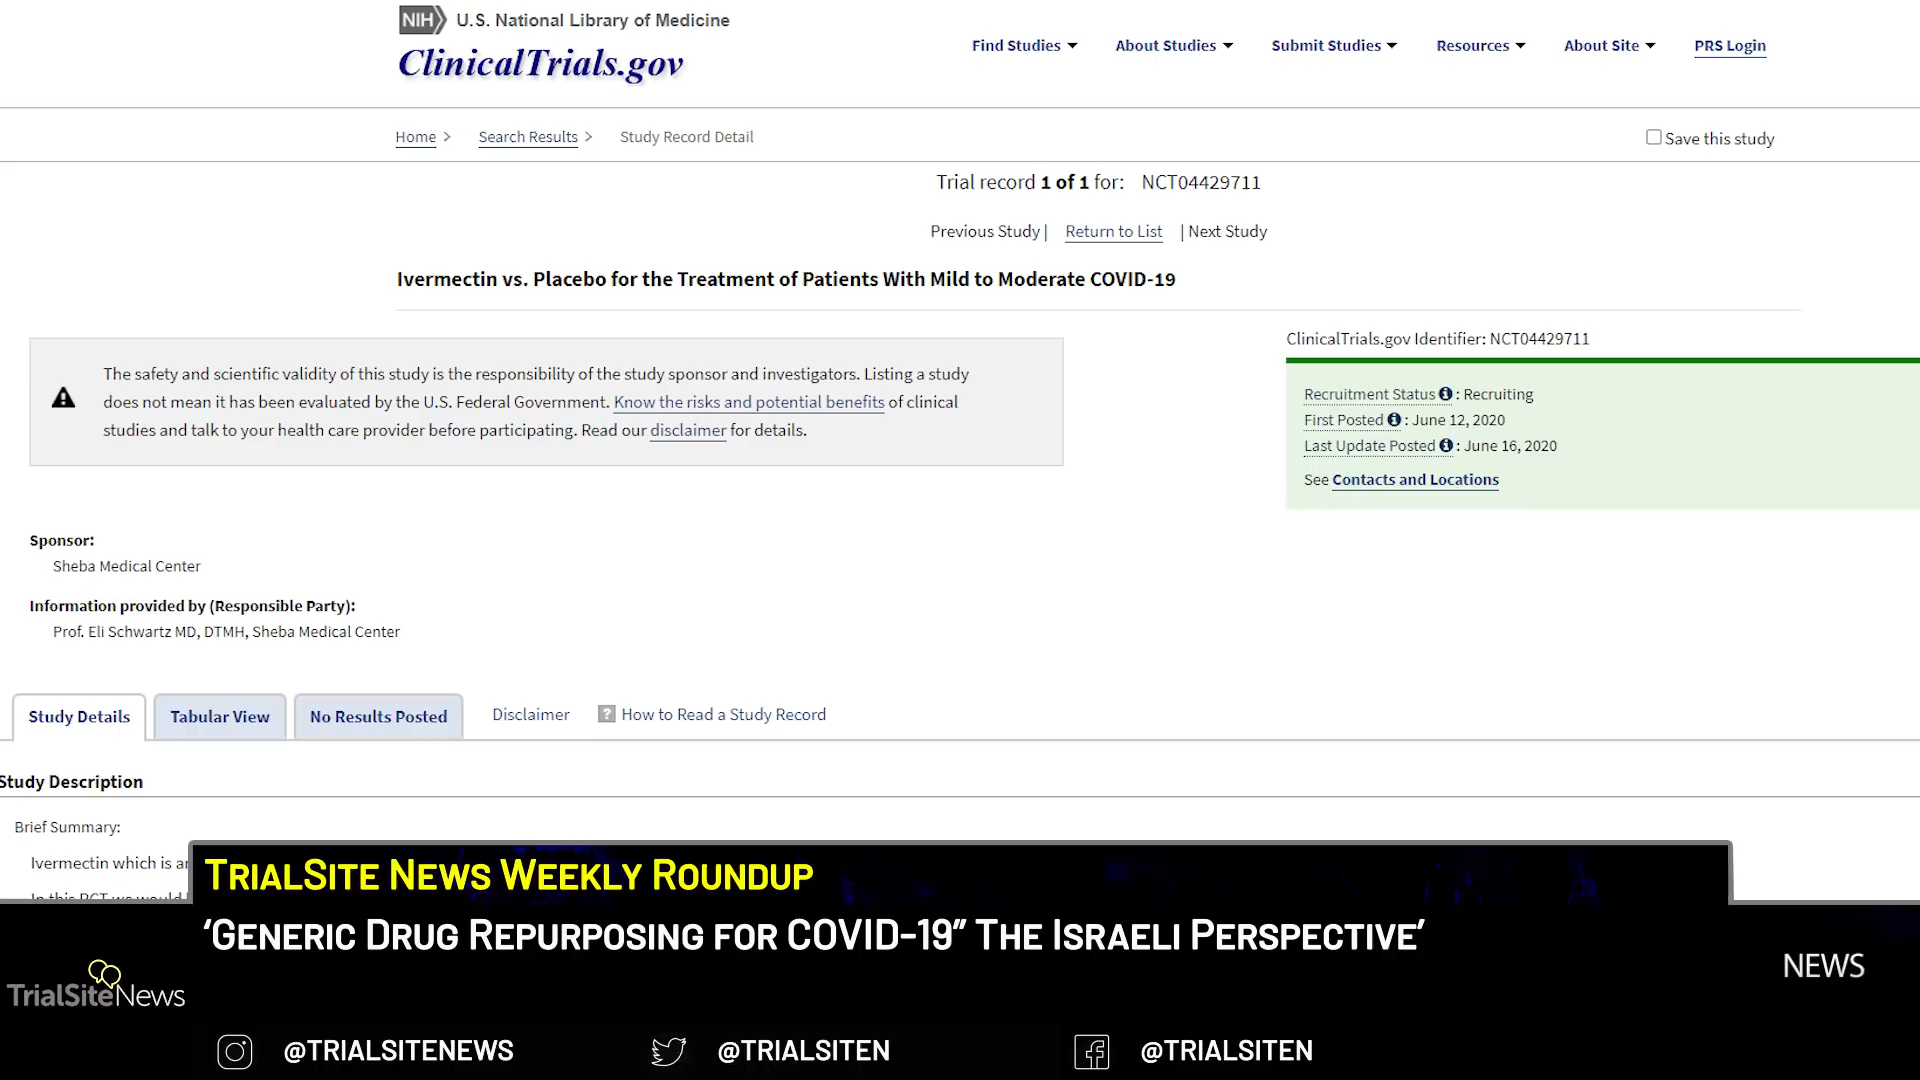 NIH U.S. National Library of Medicine
ClinicalTrials.gov
Find Studies About Studies Submit Studies Resources About Site PRS Login
Home > Search Results > Study Record Detail
Save this study
Trial record 1 of 1 for: NCT04429711
Previous Study | Return to List | Next Study
Ivermectin vs. Placebo for the Treatment of Patients With Mild to Moderate COVID-19
The safety and scientific validity of this study is the responsibility of the study sponsor and investigators. Listing a study
does not mean it has been evaluated by the U.S. Federal Government. Know the risks and potential benefits of clinical
studies and talk to your health care provider before participating. Read our disclaimer for details.
ClinicalTrials.gov Identifier: NCT04429711
Recruitment Status : Recruiting
First Posted : June 12, 2020
Last Update Posted : June 16, 2020
See Contacts and Locations
Sponsor:
Sheba Medical Center
Information provided by (Responsible Party):
Prof. Eli Schwartz MD, DTMH, Sheba Medical Center
Study Details Tabular View No Results Posted Disclaimer ? How to Read a Study Record
Study Description
Brief Summary:
Ivermectin which is
In this RCT we would
TrialSite News Weekly Roundup
‘Generic Drug Repurposing for COVID-19” The Israeli Perspective’
TrialSiteNews
NEWS
@TRIALSITENEWS @TRIALSITEN @TRIALSITEN